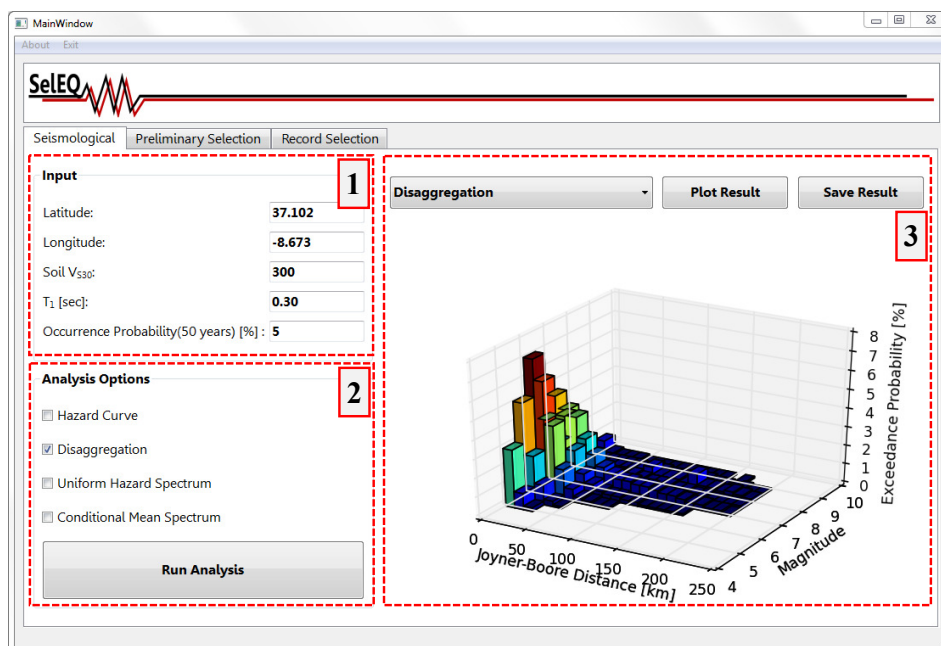 MainWindow
About Exit
SelEQ
Seismological Preliminary Selection Record Selection
Input
1
Latitude: 37.102
Longitude: -8.673
Soil VS30: 300
T1 [sec]: 0.30
Occurrence Probability(50 years) [%] : 5
Analysis Options
2
Hazard Curve
Disaggregation
Uniform Hazard Spectrum
Conditional Mean Spectrum
Run Analysis
Disaggregation Plot Result Save Result
3
8
7
6
5
4
3
2
1
0
Exceedance Probability [%]
0 50 100 150 200 250
Joyner-Boore Distance [km]
4 5 6 7 8 9 10
Magnitude